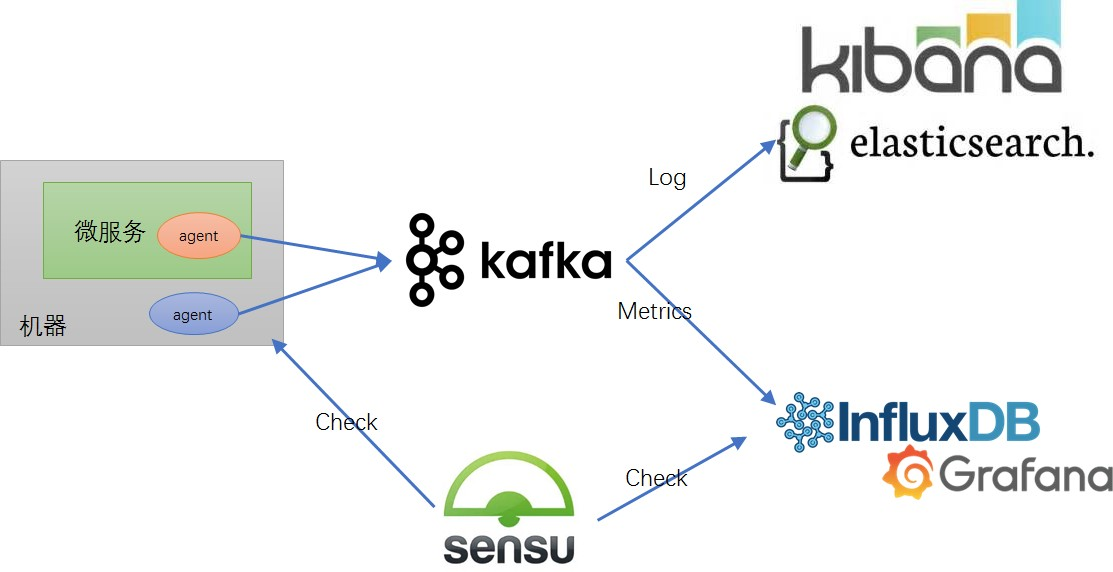 kibana
elasticsearch.
Log
微服务
agent
kafka
agent
机器
Metrics
Check
InfluxDB
Grafana
Check
sensu